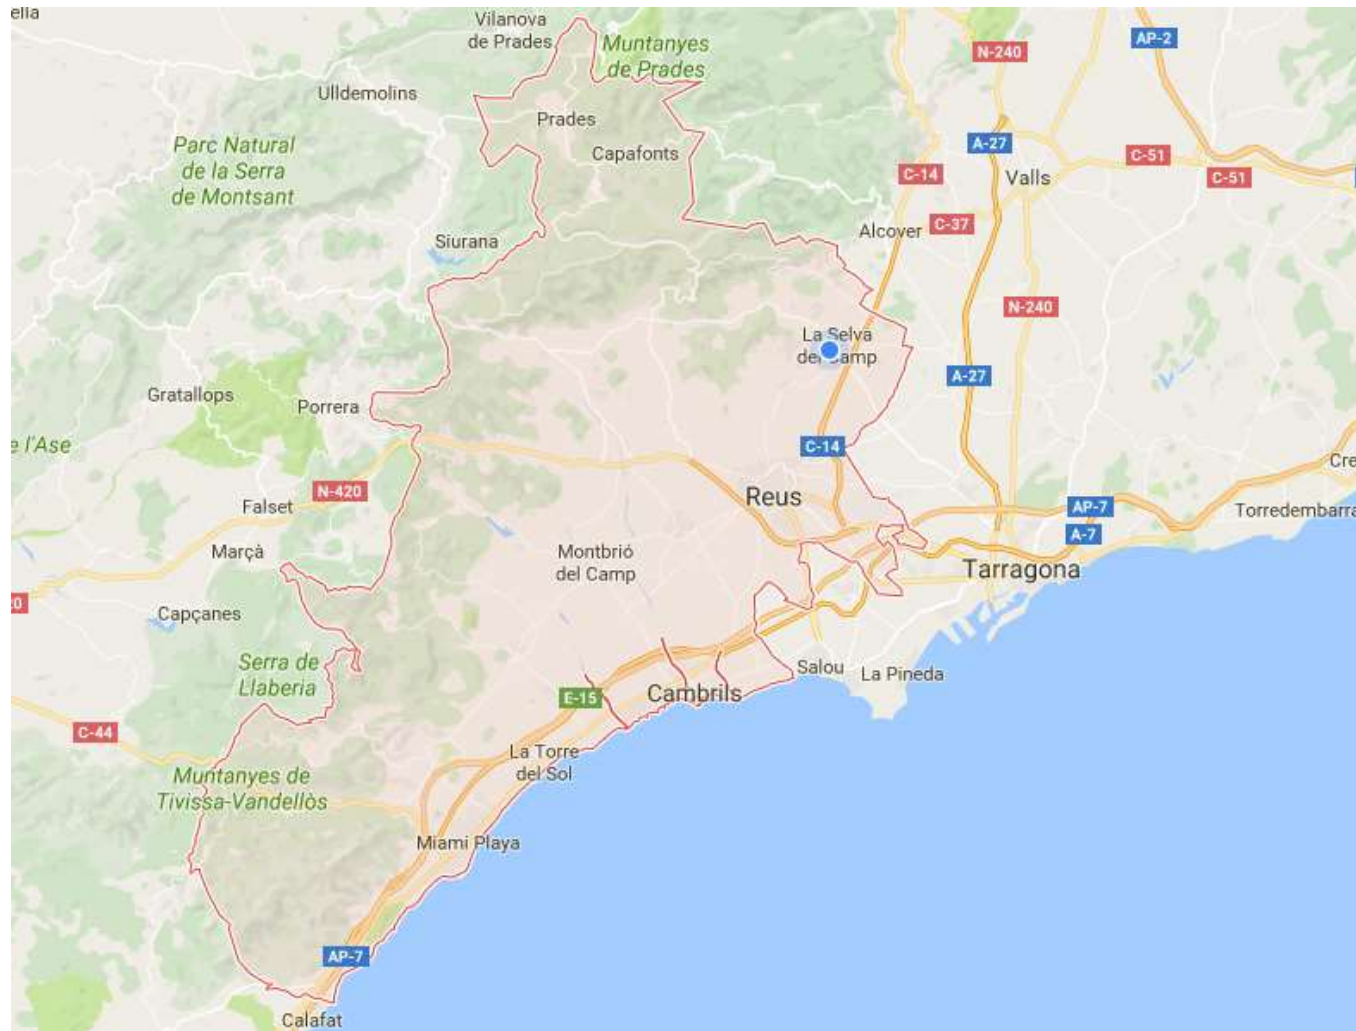 ella
Vilanova
de Prades
Muntanyes
de Prades
AP-2
N-240
Ulldemolins
Prades
Parc Natural
de la Serra
de Montsant
Capafonts
A-27
C-51
C-51
C-14
Valls
Alcover
C-37
Siurana
N-240
La Selva
del Camp
A-27
Gratallops
Porrera
e l'Ase
C-14
Cre
N-420
Reus
Falset
AP-7
Torredembarra
A-7
Marçà
Montbrió
del Camp
Tarragona
20
Capçanes
Serra de
Llaberia
Salou
La Pineda
E-15
Cambrils
C-44
La Torre
del Sol
Muntanyes de
Tivissa-Vandellòs
Miami Playa
AP-7
Calafat